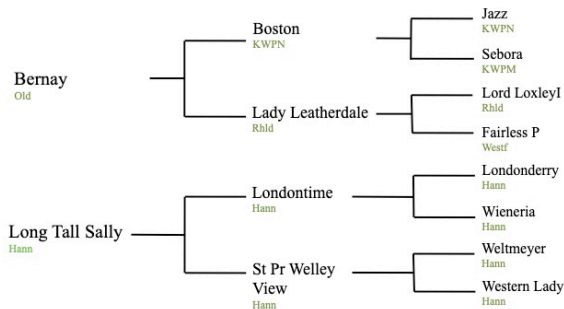 Bernay
Old
Boston
KWPN
Lady Leatherdale
Rhld
Jazz
KWPN
Sebora
KWPM
Lord LoxleyI
Rhld
Fairless P
Westf
Long Tall Sally
Hann
Londontime
Hann
St Pr Welley
View
Hann
Londonderry
Hann
Wieneria
Hann
Weltmeyer
Hann
Western Lady
Hann